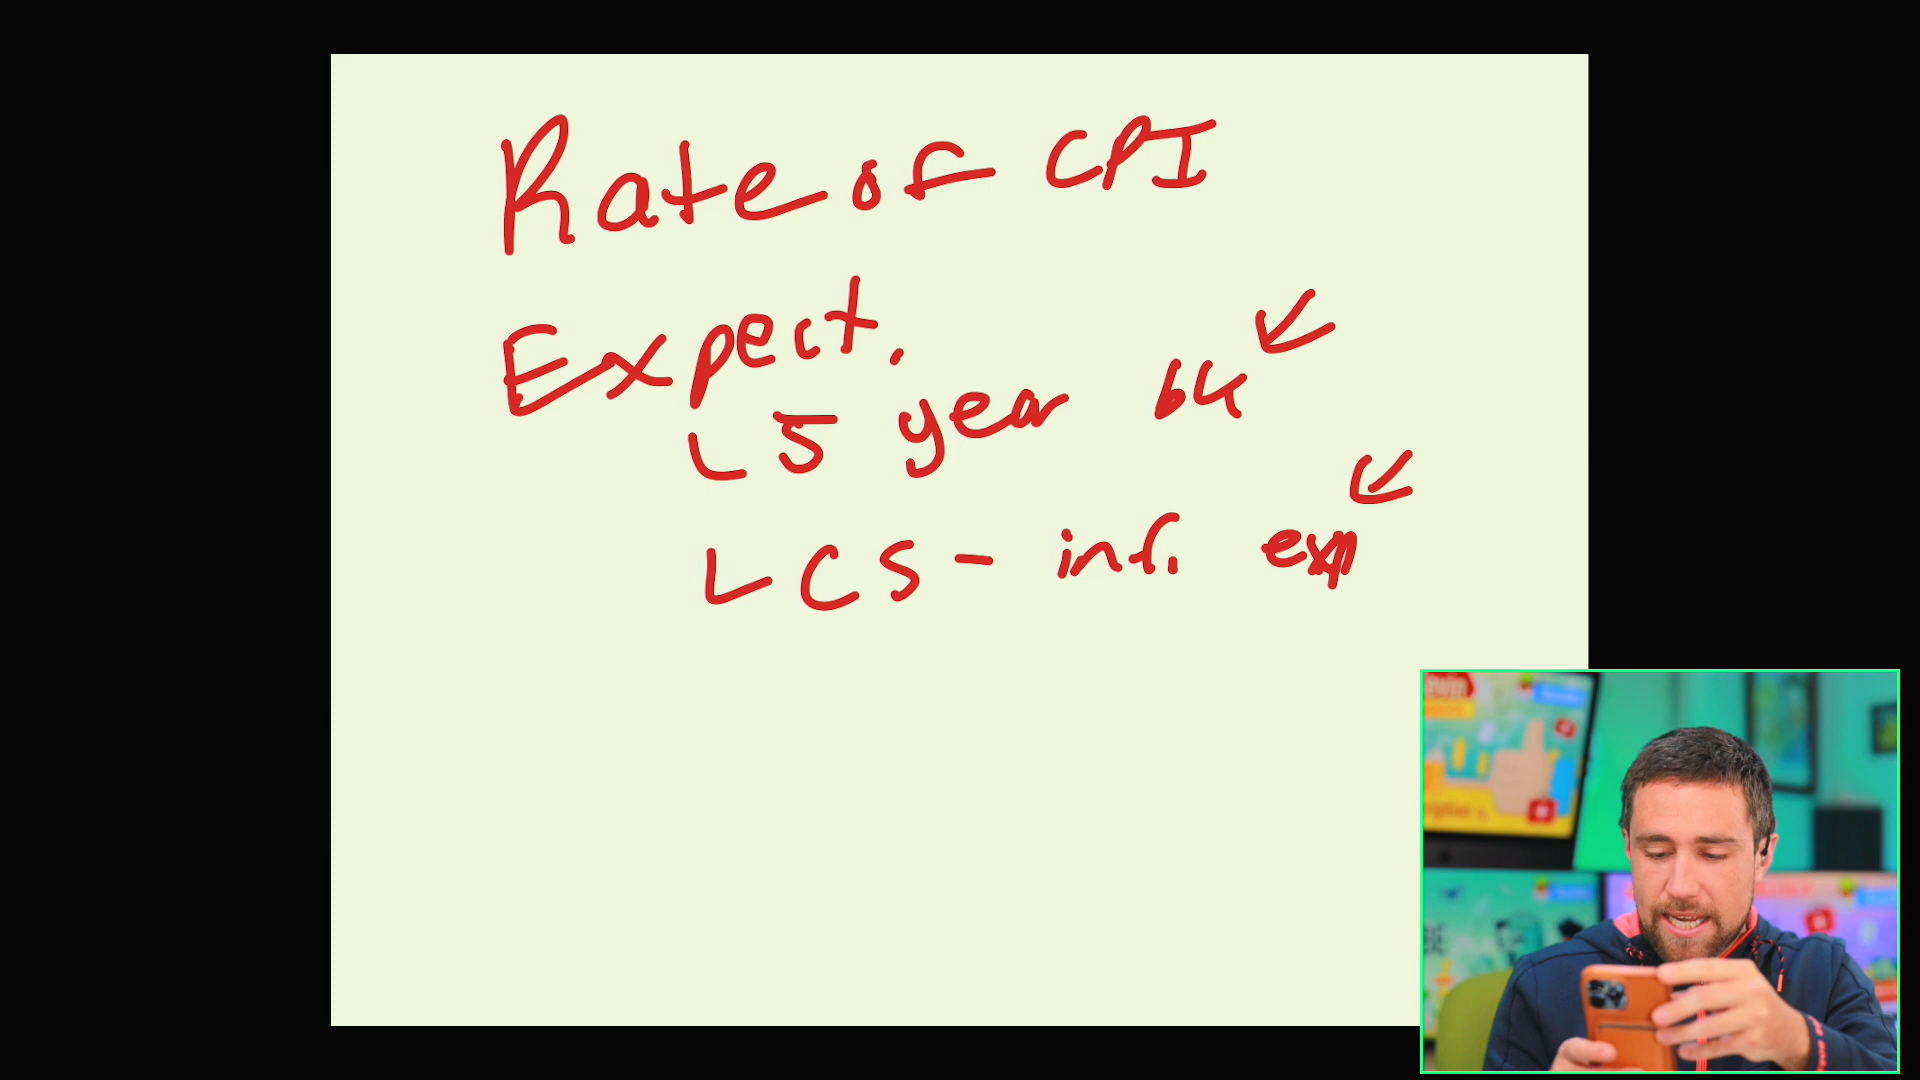 Rate of CPI
Expect.
5 year bk
CS - inf. exp